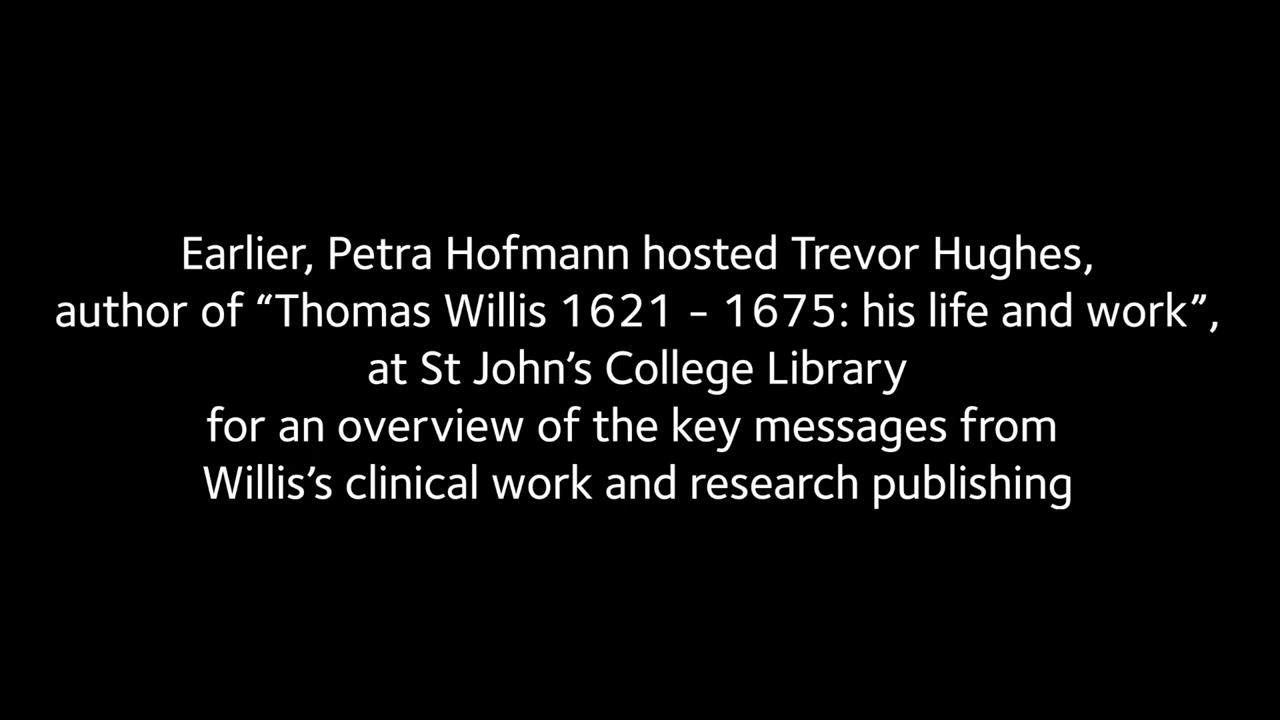 Earlier, Petra Hofmann hosted Trevor Hughes,
author of “Thomas Willis 1621 – 1675: his life and work”,
at St John’s College Library
for an overview of the key messages from
Willis’s clinical work and research publishing